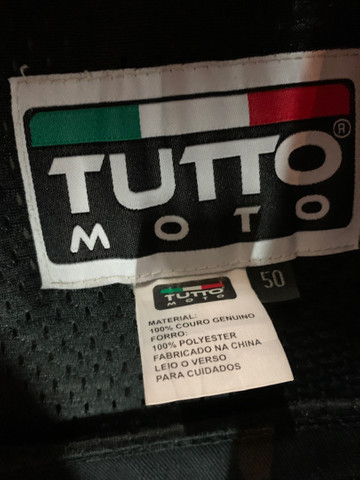 TUTTO®
MOTO
50
TUTTO
MOTO
MATERIAL:
100% COURO GENUINO
FORRO:
100% POLYESTER
FABRICADO NA CHINA
LEIO O VERSO
PARA CUIDADOS